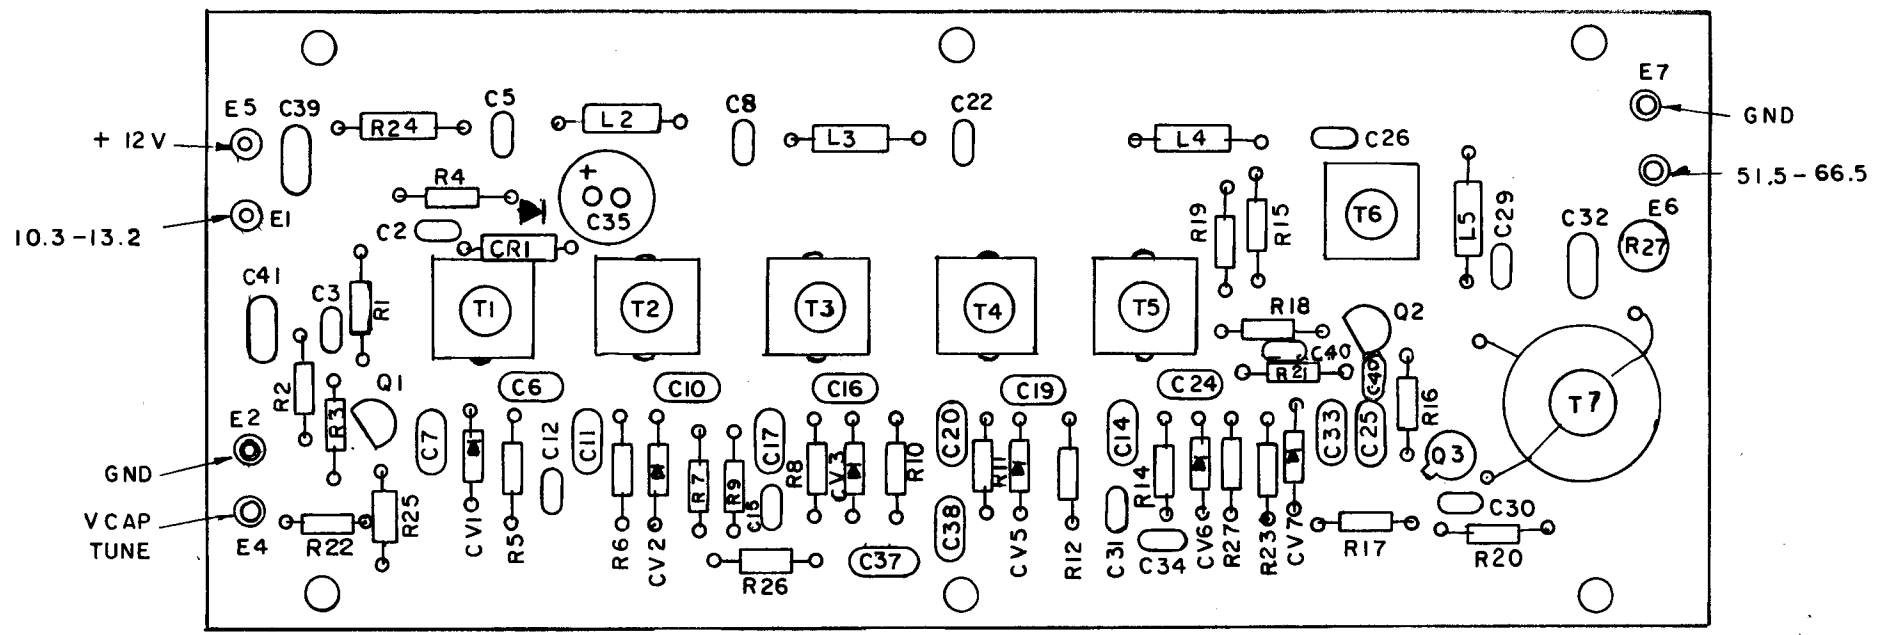 E5
C39
C5
C8
C22
E7
+ 12V
R24
L2
L3
L4
C26
GND
R4
+
C35
R19
R15
T6
L5
C29
C32
51.5 - 66.5
E6
R27
E1
10.3-13.2
C2
CR1
C41
C3
R1
T1
T2
T3
T4
T5
R18
Q2
C40
R21
C40
R16
T7
R2
R3
Q1
C6
C10
C16
C19
C24
E2
GND
C7
C12
C11
C17
R8
CV3
R10
C20
R11
C14
R14
C33
C25
Q3
R7
R9
C15
V CAP
TUNE
E4
R22
R25
CV1
R5
R6
CV2
R26
C37
C38
CV5
R12
C31
C34
CV6
R27
R23
CV7
R17
C30
R20